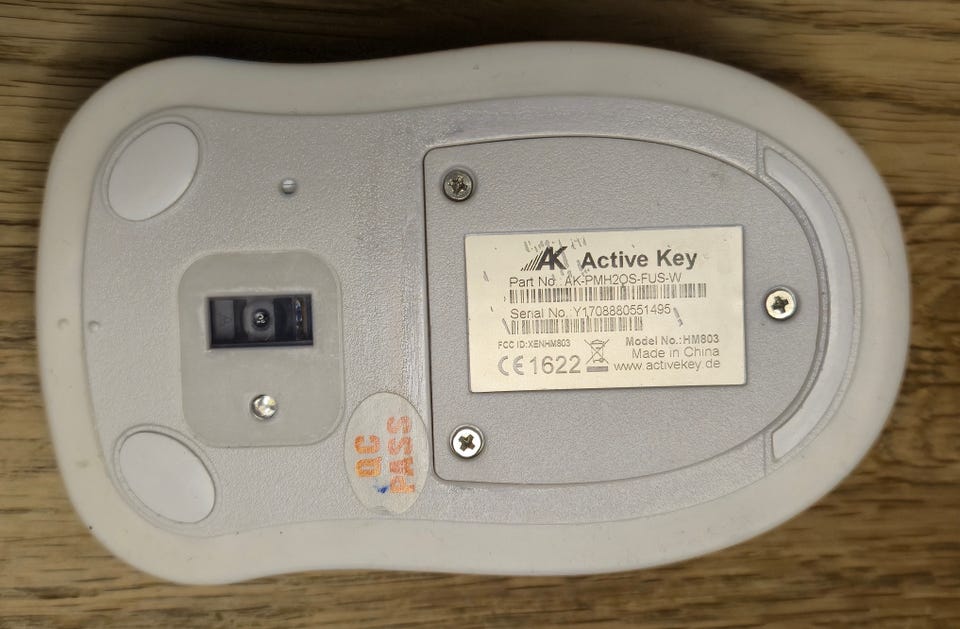 AK Active Key
Part No.: AK-PMH2OS-FUS-W
Serial No.: Y1708880551495
FCC ID:XENHM803
Model No.:HM803
CE 1622
Made in China
www.activekey.de
QC
PASS